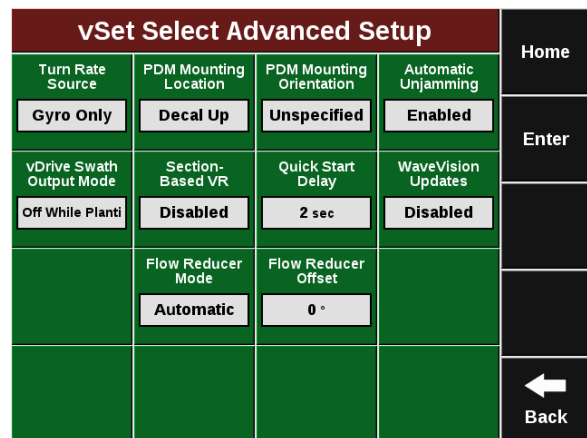 vSet Select Advanced Setup
Home
Turn Rate
Source
PDM Mounting
Location
PDM Mounting
Orientation
Automatic
Unjamming
Gyro Only
Decal Up
Unspecified
Enabled
Enter
vDrive Swath
Output Mode
Section-
Based VR
Quick Start
Delay
WaveVision
Updates
Off While Planti
Disabled
2 sec
Disabled
Flow Reducer
Mode
Flow Reducer
Offset
Automatic
0 °
Back